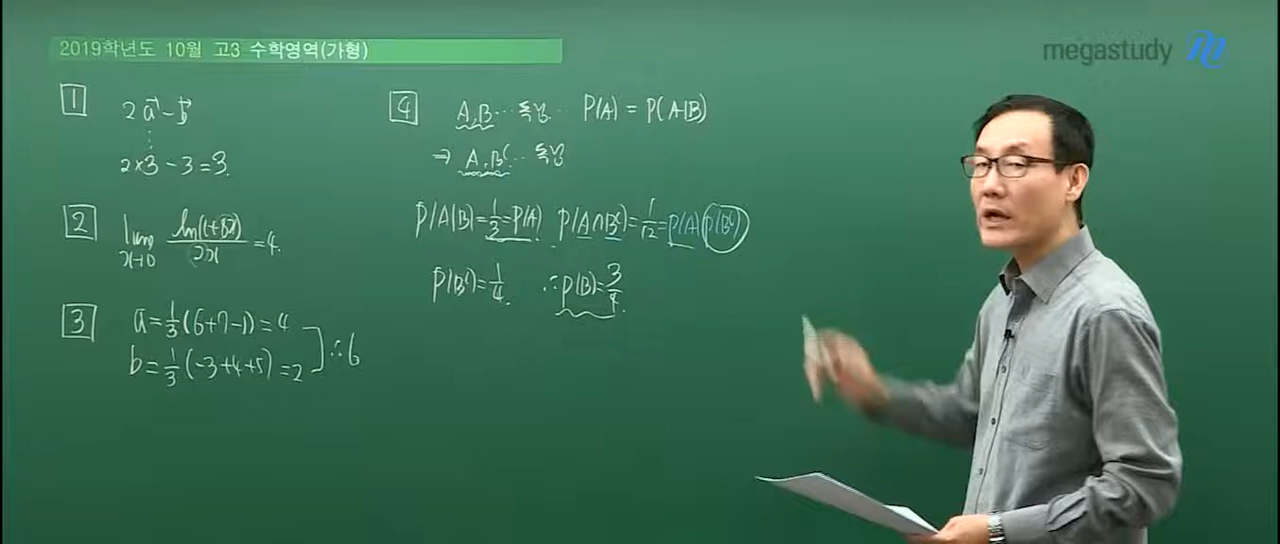 2019학년도 10월 고3 수학영역(가형)
megastudy
1
2a⃗-b⃗
2×3-3=3.
2
lim x→0 ln(1+8x)/2x =4.
3
a=1/3(6+7-1)=4
b=1/3(-3+4+5)=2
∴6
4
A,B…독립… P(A)=P(A|B)
⇒ A,Bᶜ…독립
P(A|B)=1/3=P(A) P(A∩Bᶜ)=1/12=P(A)P(Bᶜ)
P(Bᶜ)=1/4. ∴P(B)=3/4.